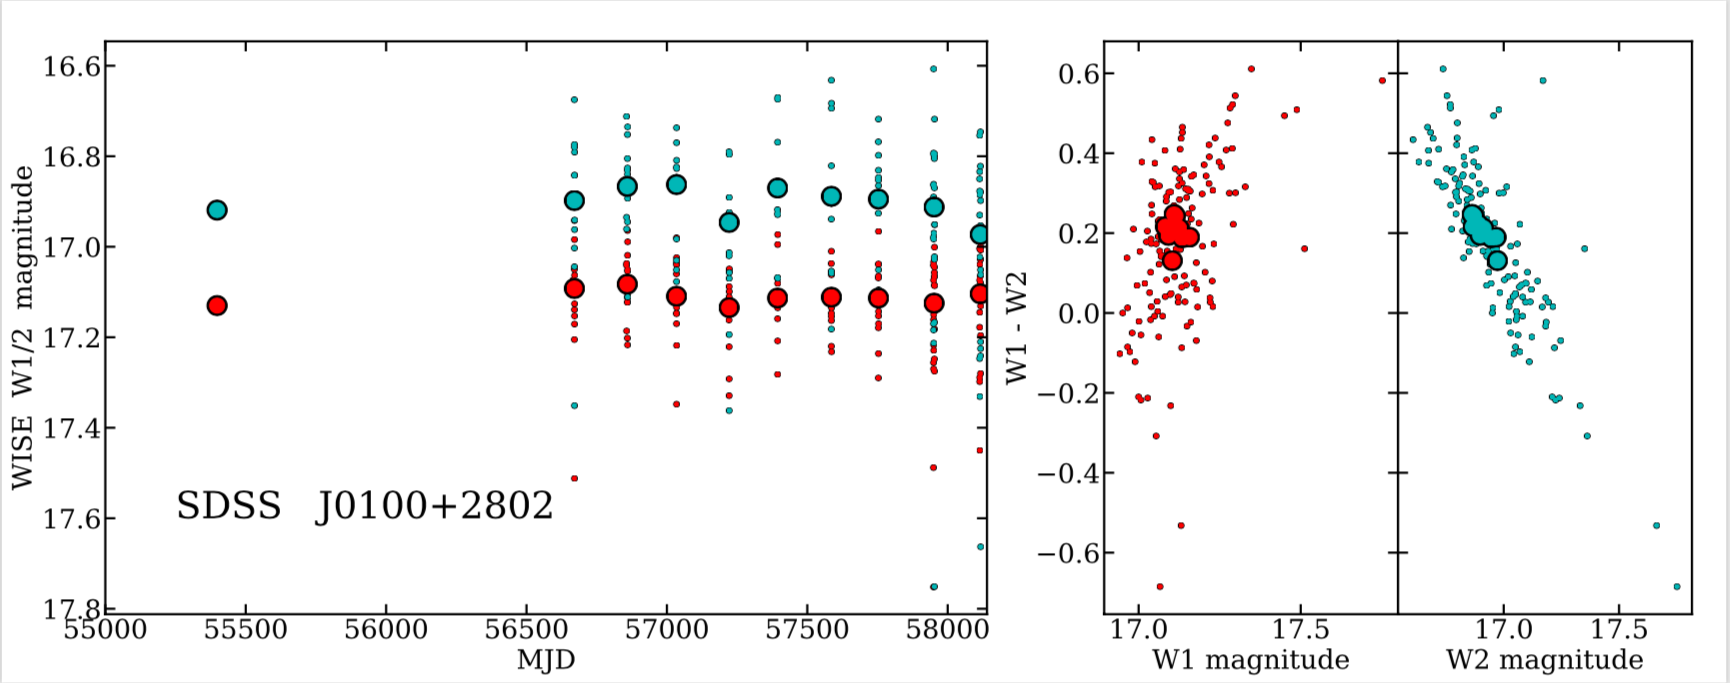 WISE W1/2 magnitude
16.6
16.8
17.0
17.2
17.4
17.6
17.8
SDSS J0100+2802
55000 55500 56000 56500 57000 57500 58000
MJD
W1 - W2
0.6
0.4
0.2
0.0
−0.2
−0.4
−0.6
17.0 17.5
W1 magnitude
17.0 17.5
W2 magnitude